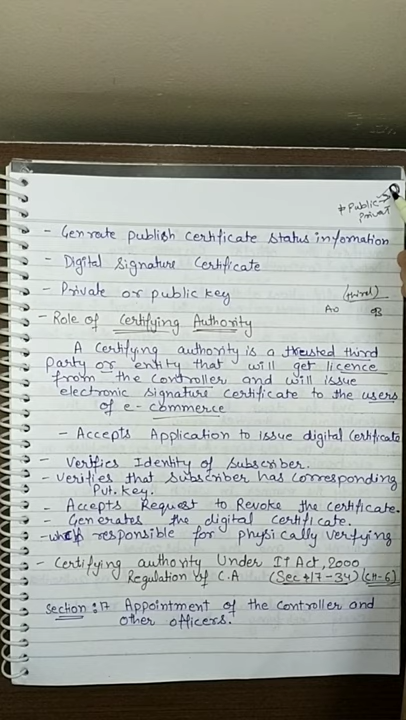 * Public →
Privat
- Genrate publish certificate status information
- Digital Signature Certificate
- Private or public key
(third)
A B
- Role of Certifying Authority
A certifying authority is a treusted third
party or entity that will get licence
from the controller and will issue
electronic signature certificate to the users
of e-commerce
- Accepts Application to issue digital certificate
- Verifies Identity of Subscriber.
- verifies that subscriber has corresponding
Pvt. key.
- Accepts Request to Revoke the certificate.
- Generates the digital certificate.
- responsible for physically verifying
- Certifying authority Under IT Act, 2000
Regulation of C.A (Sec 17-34) (CH-6)
Section: 17 Appointment of the controller and
other officers.